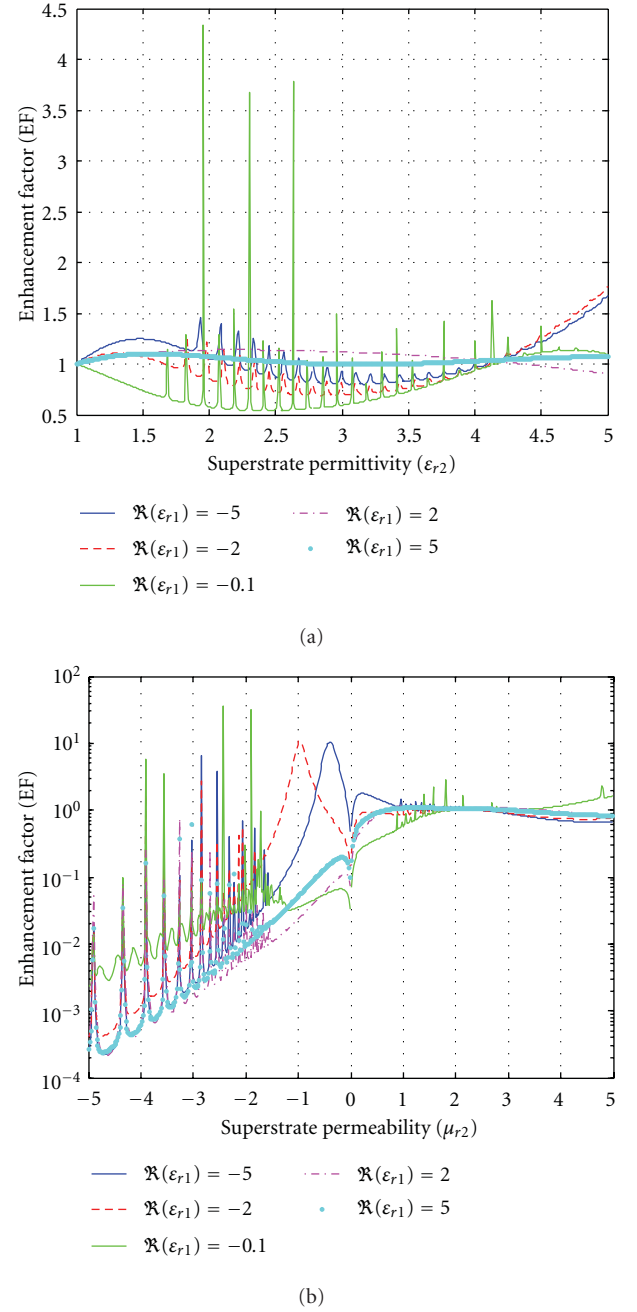 4.5
4
3.5
3
2.5
2
1.5
1
0.5
Enhancement factor (EF)
1 1.5 2 2.5 3 3.5 4 4.5 5
Superstrate permittivity (εr2)
ℜ(εr1) = −5
ℜ(εr1) = −2
ℜ(εr1) = −0.1
ℜ(εr1) = 2
ℜ(εr1) = 5
(a)
10²
10¹
10⁰
10⁻¹
10⁻²
10⁻³
10⁻⁴
Enhancement factor (EF)
−5 −4 −3 −2 −1 0 1 2 3 4 5
Superstrate permeability (μr2)
ℜ(εr1) = −5
ℜ(εr1) = −2
ℜ(εr1) = −0.1
ℜ(εr1) = 2
ℜ(εr1) = 5
(b)